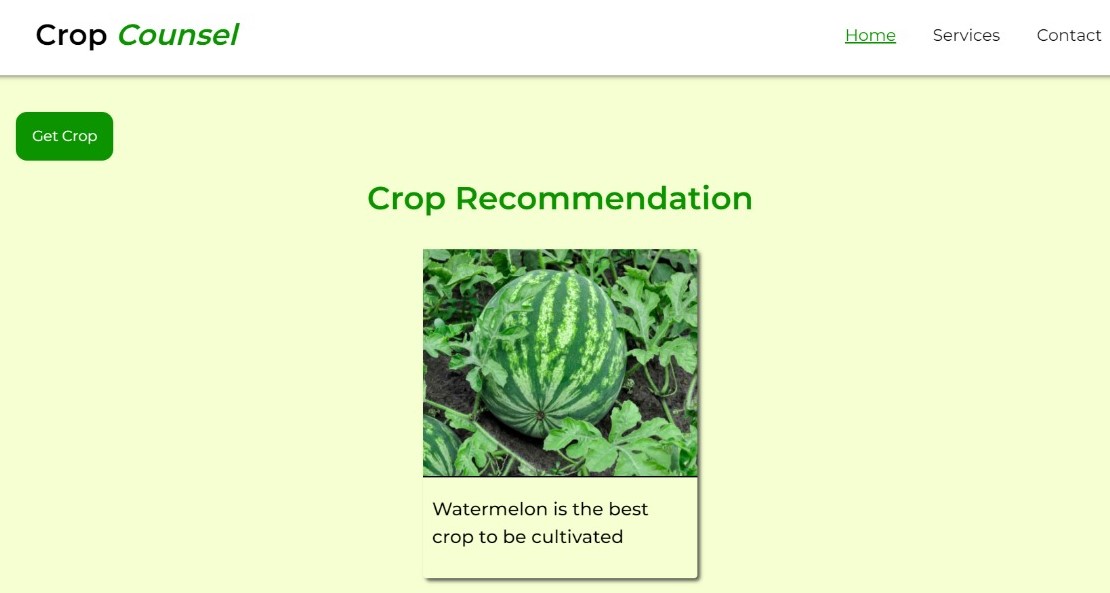 Crop Counsel
Home Services Contact
Get Crop
Crop Recommendation
Watermelon is the best
crop to be cultivated